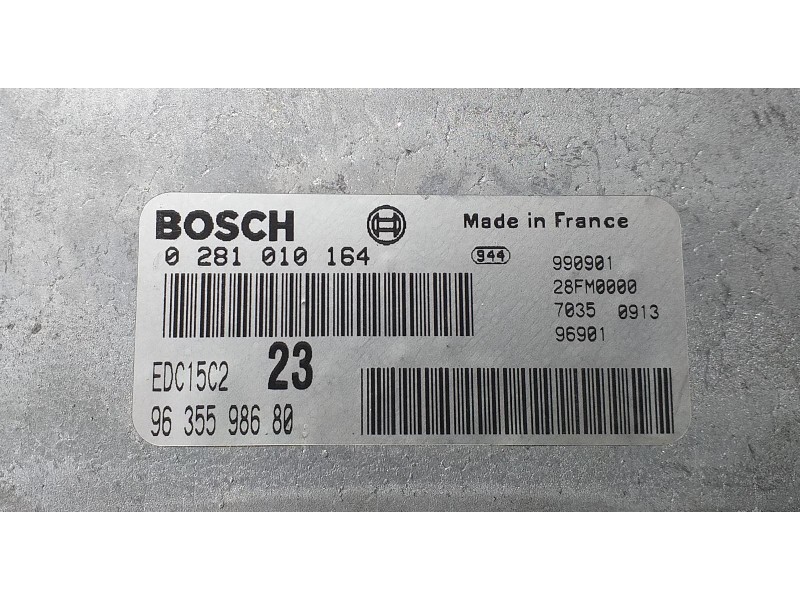 BOSCH Made in France
0 281 010 164 944 990901
28FM0000
7035 0913
96901
EDC15C2 23
96 355 986 80